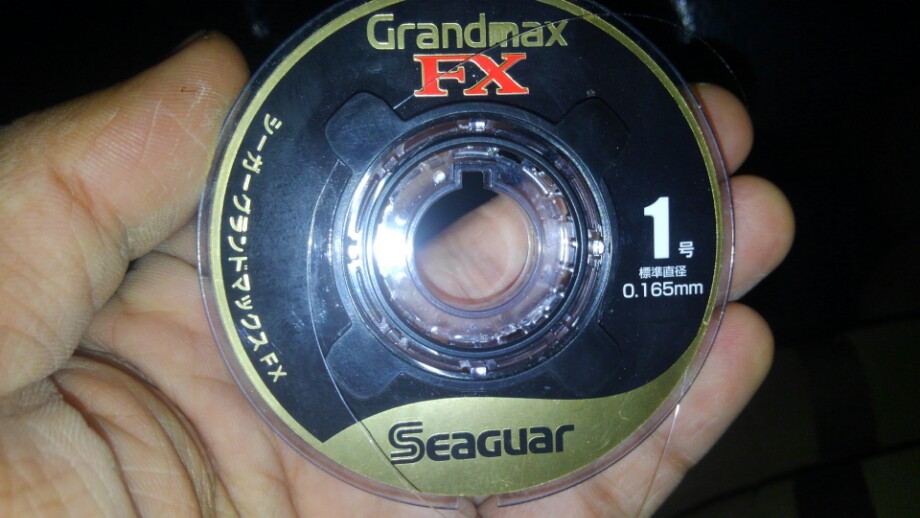 Grandmax
FX
シーガーグランドマックスFX
1号
標準直径
0.165mm
Seaguar